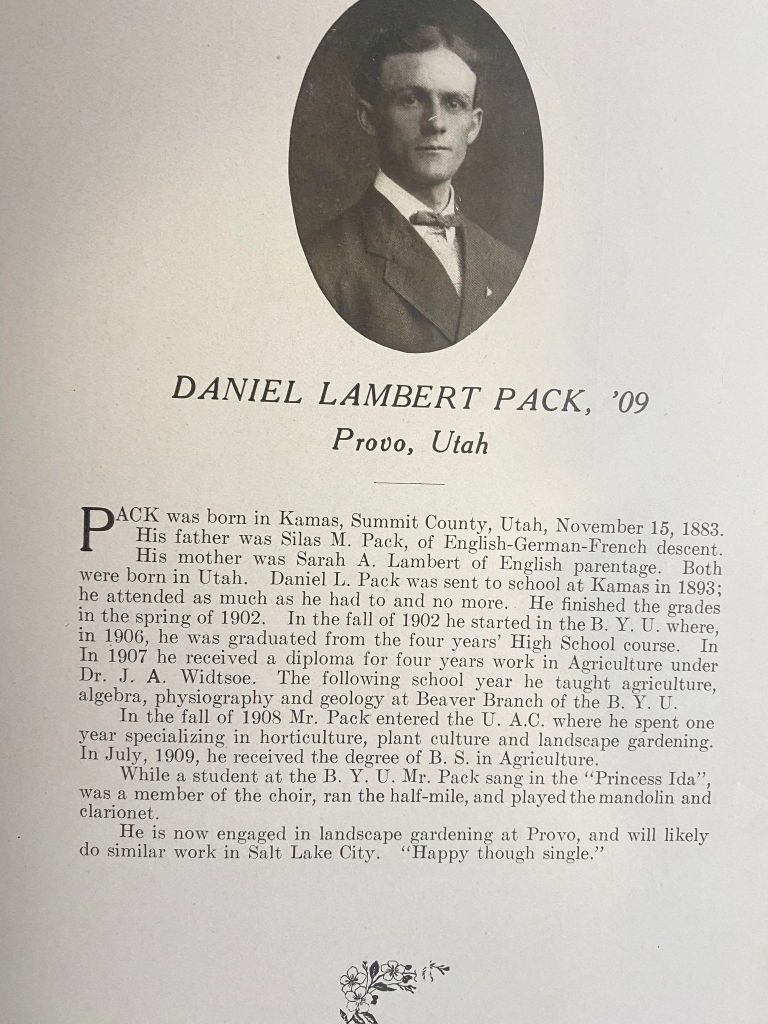 DANIEL LAMBERT PACK, '09
Provo, Utah
PACK was born in Kamas, Summit County, Utah, November 15, 1883.
His father was Silas M. Pack, of English-German-French descent.
His mother was Sarah A. Lambert of English parentage. Both
were born in Utah. Daniel L. Pack was sent to school at Kamas in 1893;
he attended as much as he had to and no more. He finished the grades
in the spring of 1902. In the fall of 1902 he started in the B. Y. U. where,
in 1906, he was graduated from the four years' High School course. In
In 1907 he received a diploma for four years work in Agriculture under
Dr. J. A. Widtsoe. The following school year he taught agriculture,
algebra, physiography and geology at Beaver Branch of the B. Y. U.
In the fall of 1908 Mr. Pack entered the U. A.C. where he spent one
year specializing in horticulture, plant culture and landscape gardening.
In July, 1909, he received the degree of B. S. in Agriculture.
While a student at the B. Y. U. Mr. Pack sang in the "Princess Ida",
was a member of the choir, ran the half-mile, and played the mandolin and
clarionet.
He is now engaged in landscape gardening at Provo, and will likely
do similar work in Salt Lake City. "Happy though single."